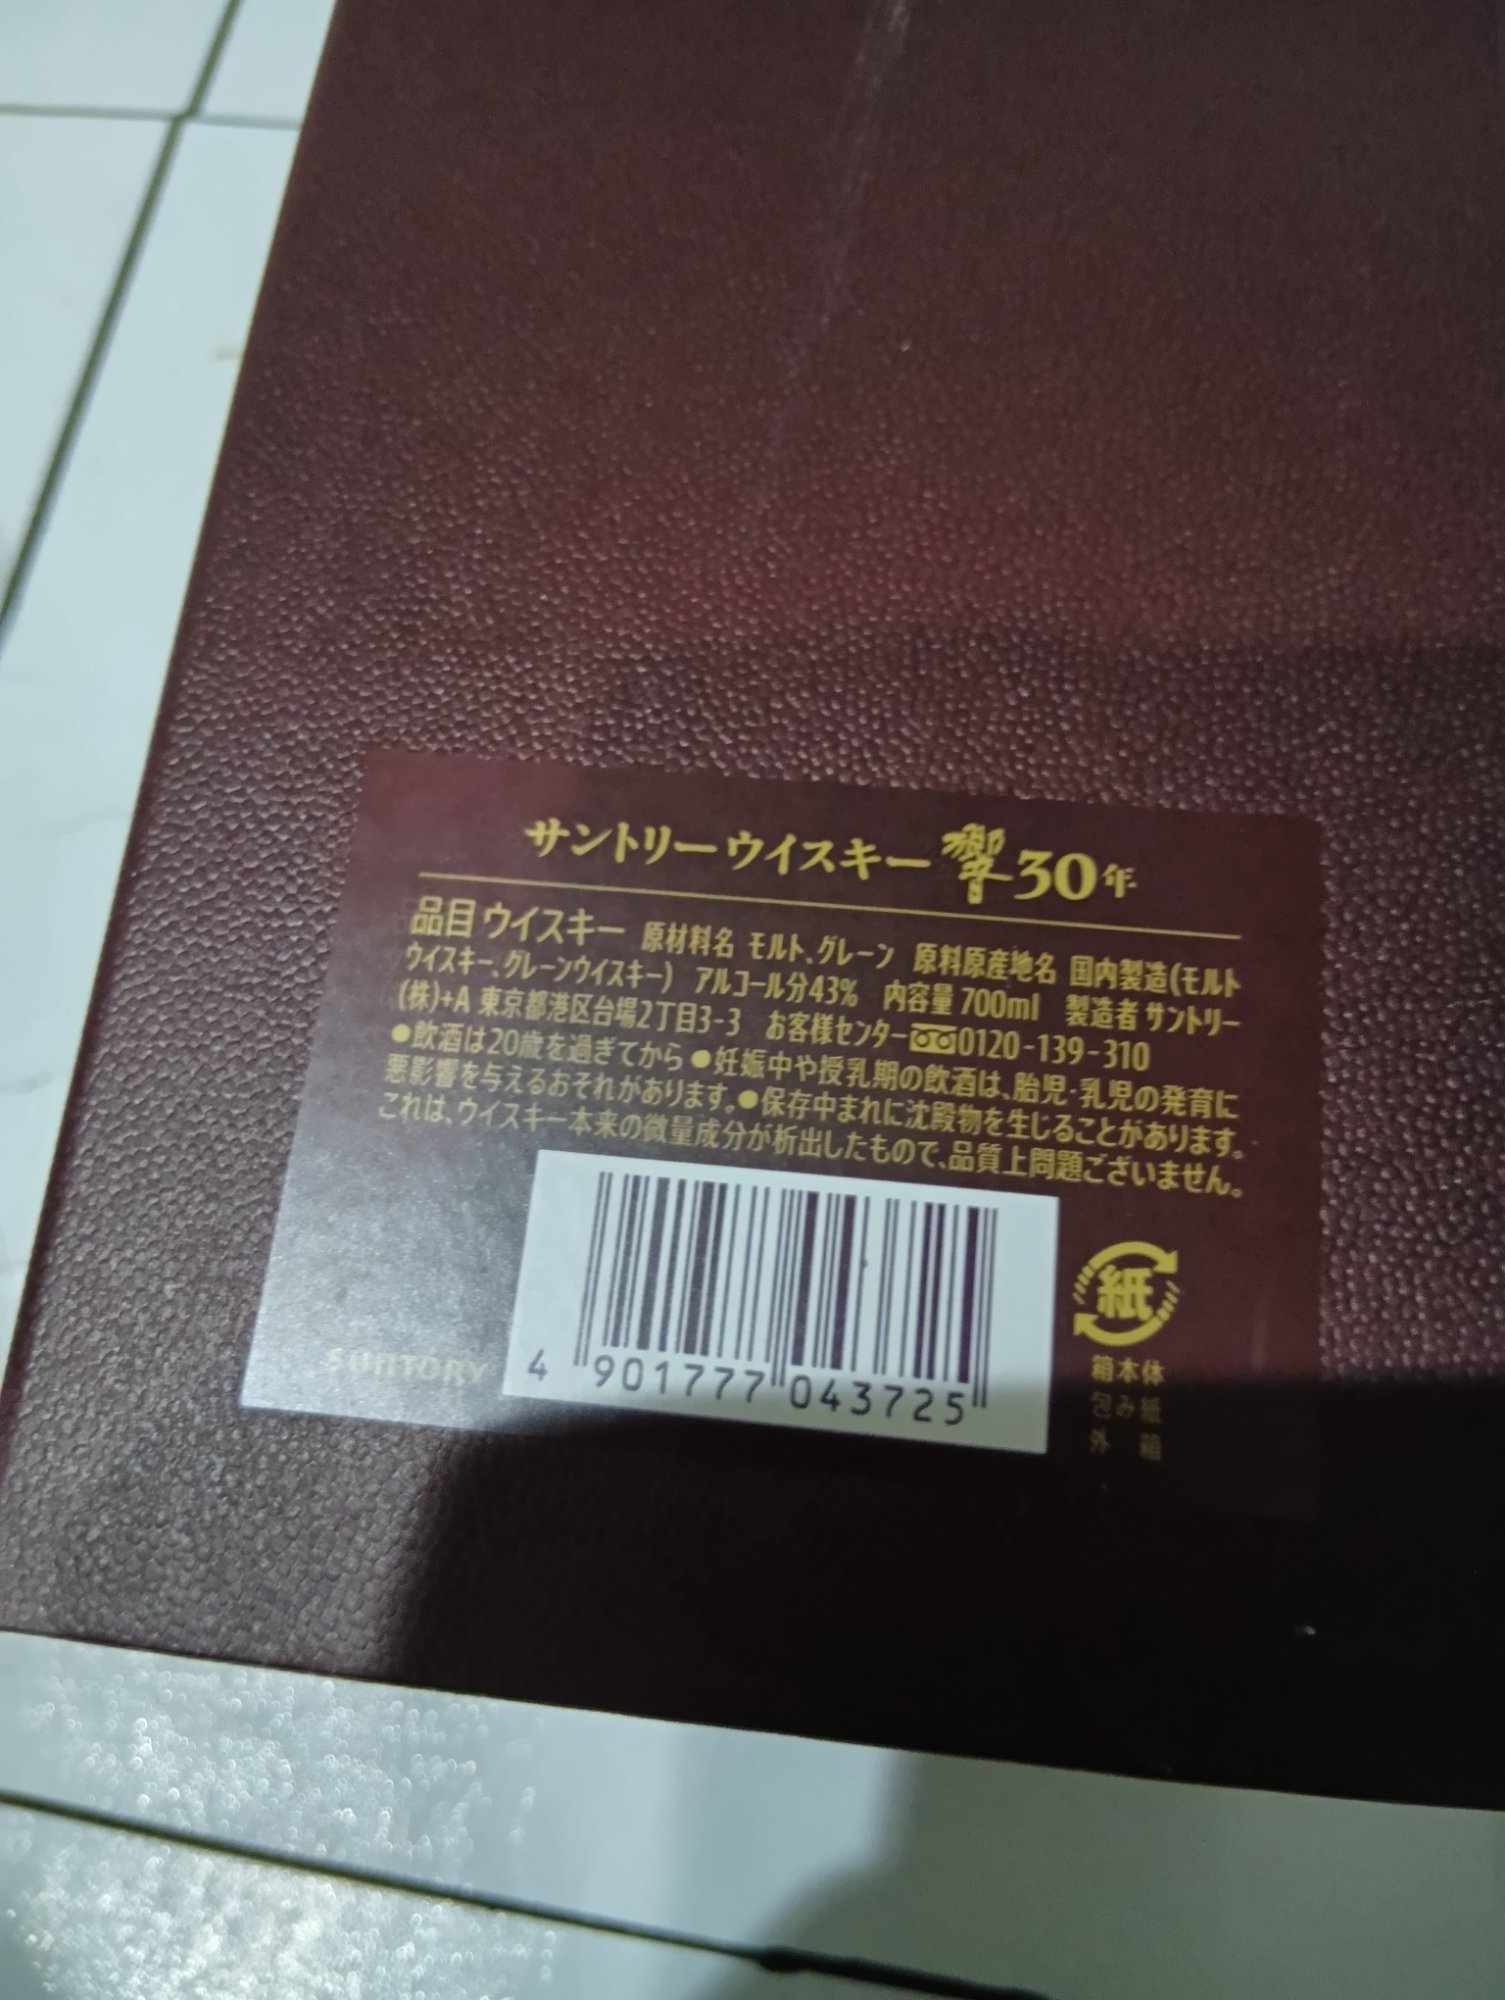 サントリーウイスキー 響 30年
品目 ウイスキー 原材料名 モルト、グレーン 原料原産地名 国内製造(モルト
ウイスキー、グレーンウイスキー) アルコール分43% 内容量 700ml 製造者 サントリー
(株)+A 東京都港区台場2丁目3-3 お客様センター 0120-139-310
●飲酒は20歳を過ぎてから ●妊娠中や授乳期の飲酒は、胎児・乳児の発育に
悪影響を与えるおそれがあります。●保存中まれに沈殿物を生じることがあります。
これは、ウイスキー本来の微量成分が析出したもので、品質上問題ございません。
SUNTORY
4 901777 043725
紙
箱本体
包み紙
外 箱